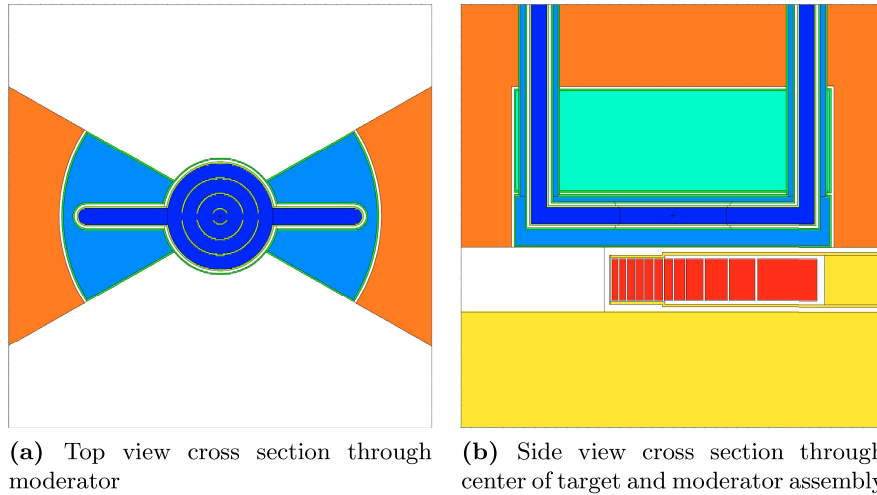 (a) Top view cross section through
moderator
(b) Side view cross section through
center of target and moderator assembly